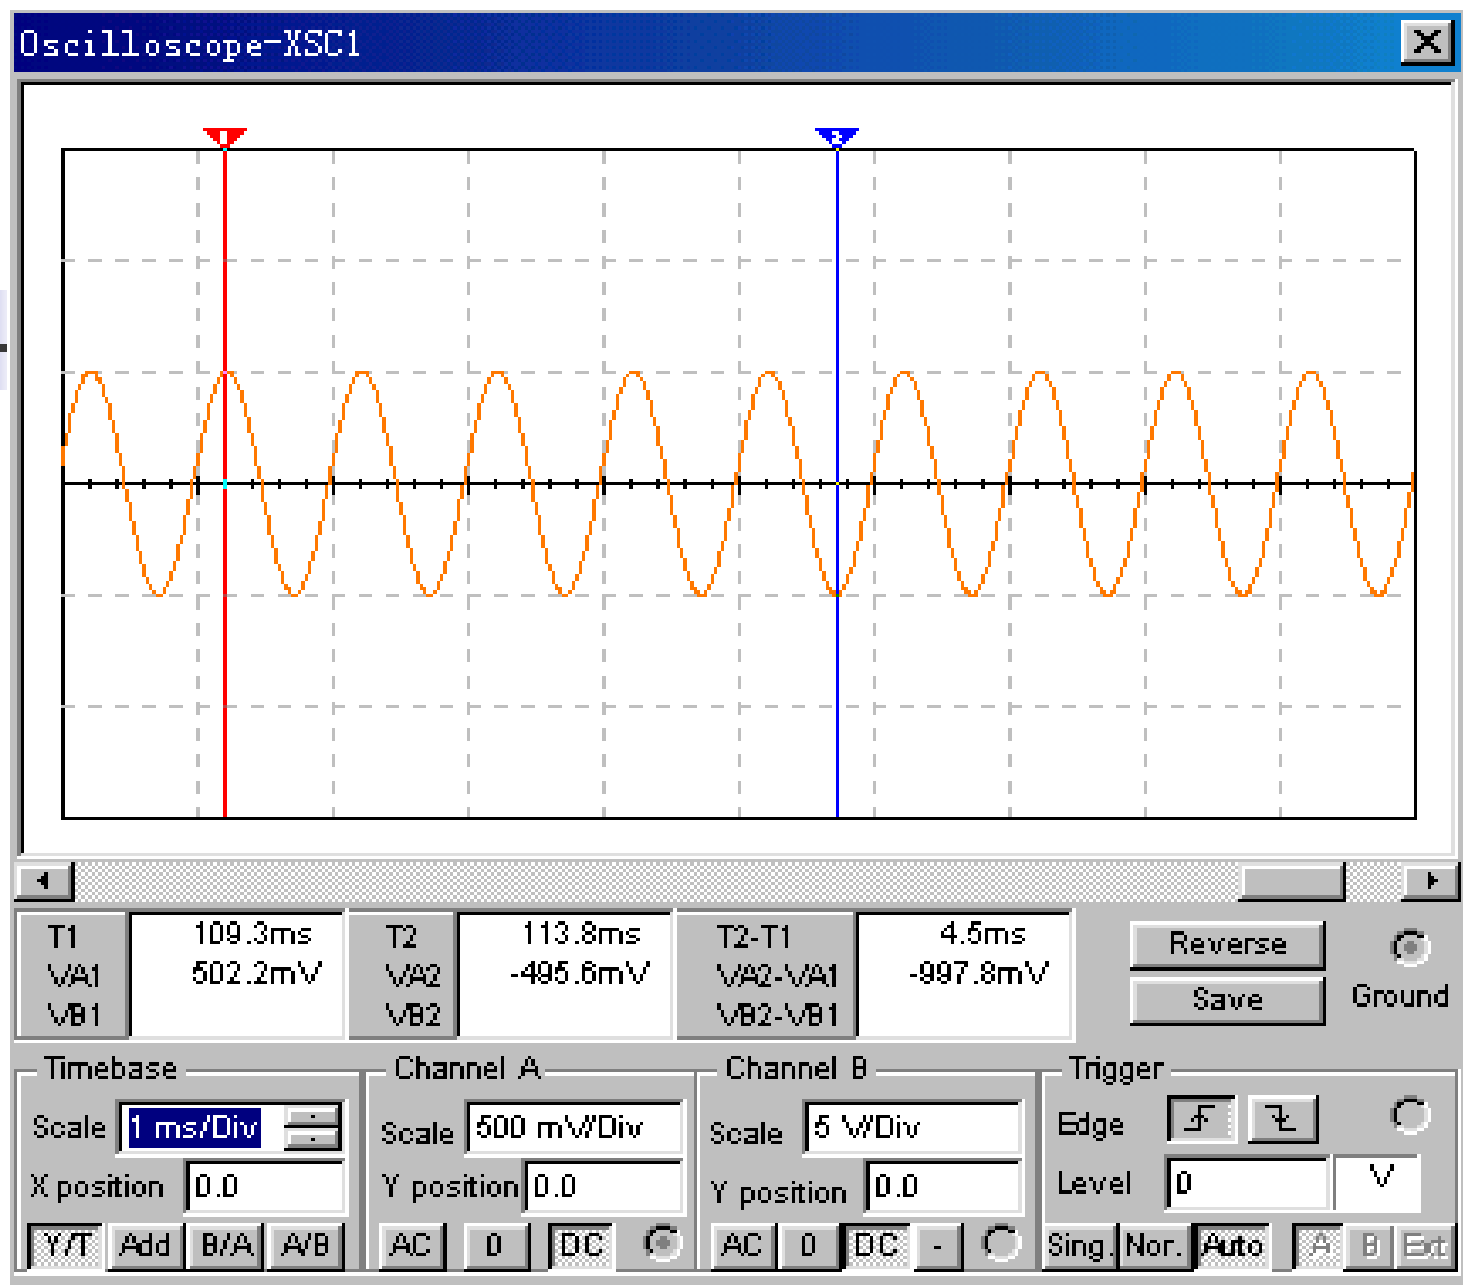 Oscilloscope-XSC1
1
2
T1 109.3ms T2 113.8ms T2-T1 4.5ms
VA1 502.2mV VA2 -495.6mV VA2-VA1 -997.8mV
VB1 VB2 VB2-VB1
Reverse
Save
Ground
Timebase Channel A Channel B Trigger
Scale 1 ms/Div Scale 500 mV/Div Scale 5 V/Div Edge
X position 0.0 Y position 0.0 Y position 0.0 Level 0 V
Y/T Add B/A A/B AC 0 DC AC 0 DC - Sing. Nor. Auto A B Ext